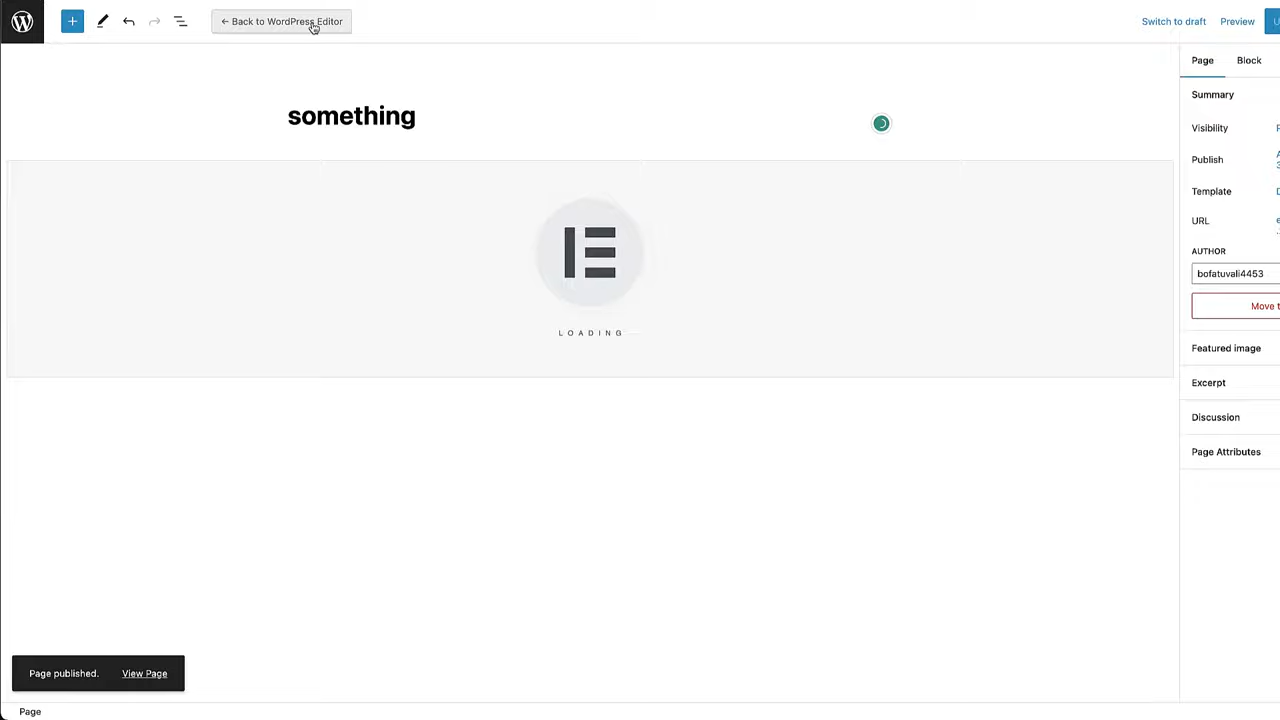 ← Back to WordPress Editor
Switch to draft
Preview
Page
Block
something
Summary
Visibility
Publish
Template
URL
AUTHOR
bofatuvali4453
Move t
Featured image
Excerpt
Discussion
Page Attributes
LOADING
Page published.
View Page
Page